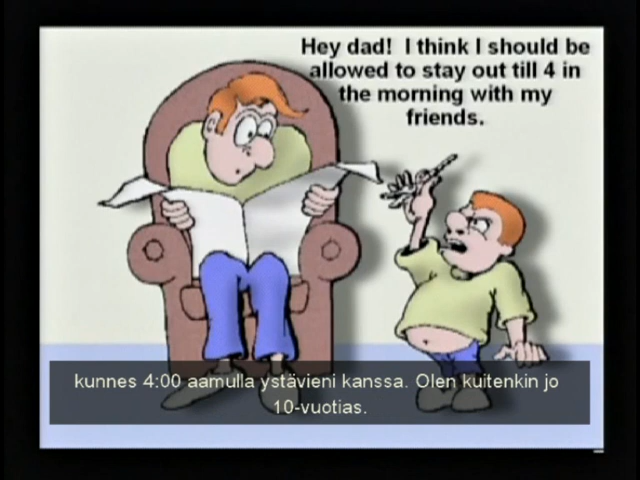 Hey dad! I think I should be
allowed to stay out till 4 in
the morning with my
friends.
kunnes 4:00 aamulla ystävieni kanssa. Olen kuitenkin jo
10-vuotias.